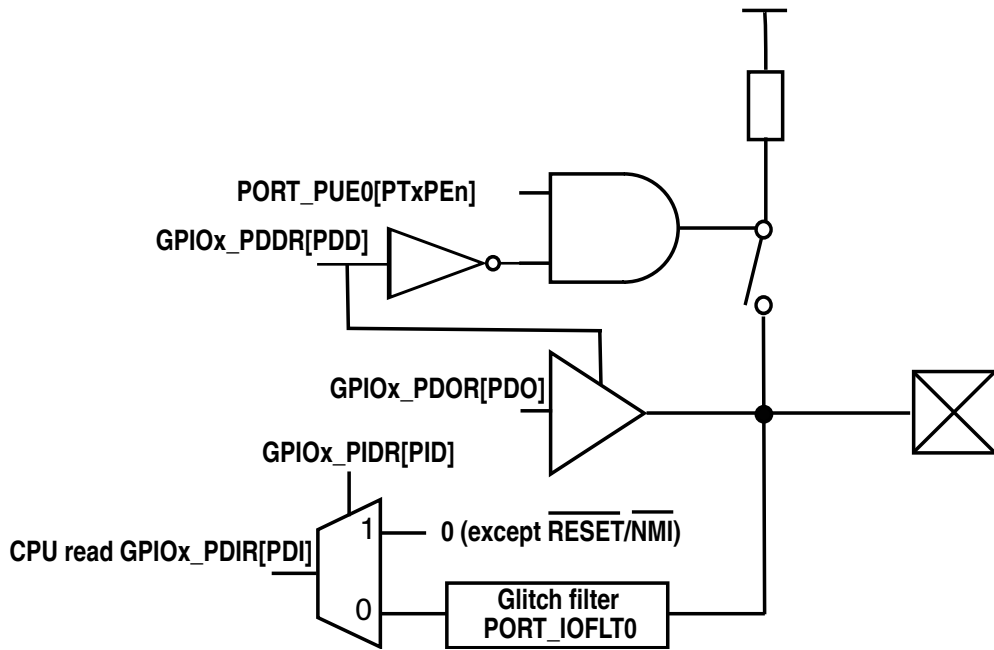 PORT_PUE0[PTxPEn]
GPIOx_PDDR[PDD]
GPIOx_PDOR[PDO]
GPIOx_PIDR[PID]
1
0 (except RESET/NMI)
CPU read GPIOx_PDIR[PDI]
0
Glitch filter
PORT_IOFLT0